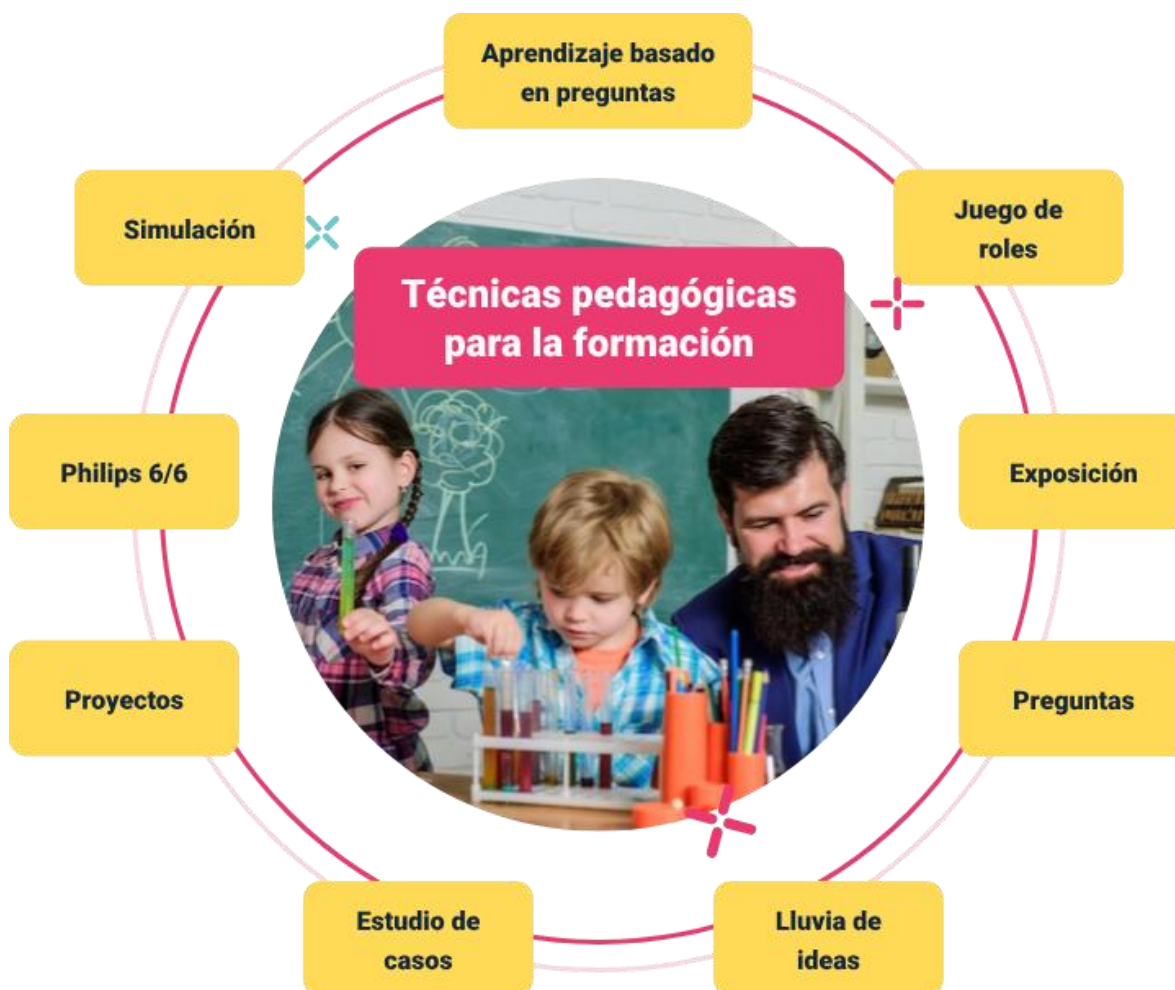 Aprendizaje basado
en preguntas
Simulación
Juego de
roles
Técnicas pedagógicas
para la formación
Philips 6/6
Exposición
Proyectos
Preguntas
Estudio de
casos
Lluvia de
ideas